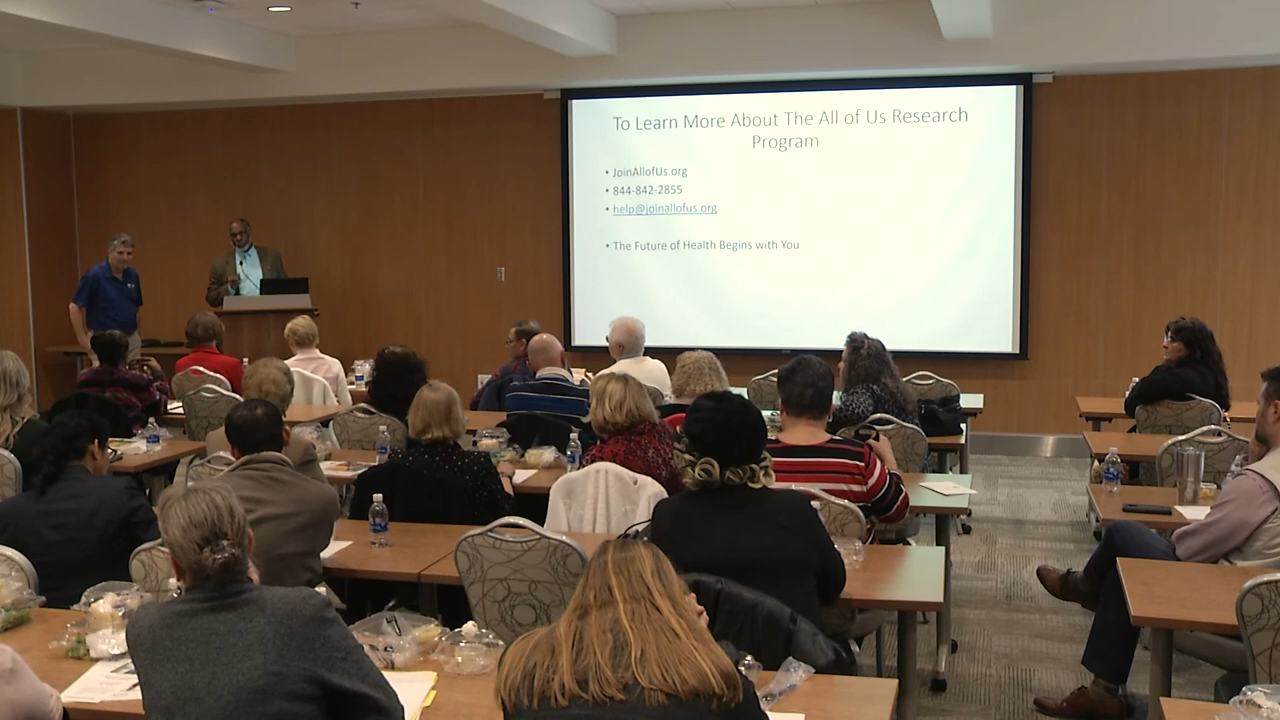 To Learn More About The All of Us Research
Program
• JoinAllofUs.org
• 844-842-2855
• help@joinallofus.org
• The Future of Health Begins with You